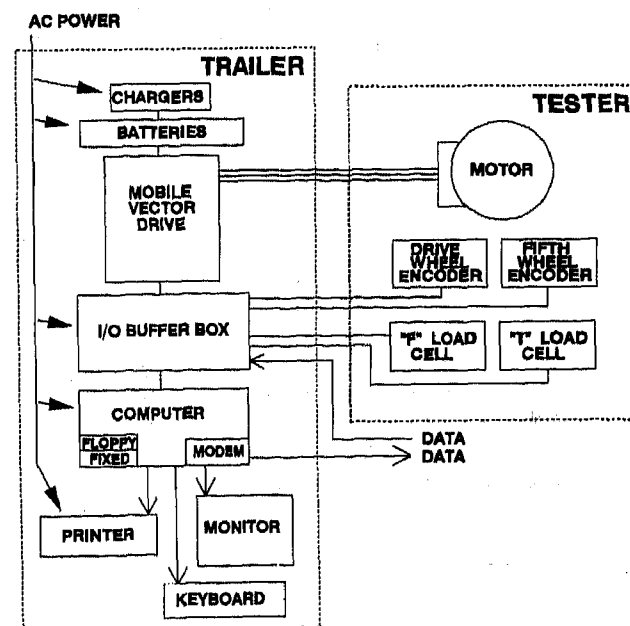 AC POWER
TRAILER
CHARGERS
BATTERIES
MOBILE
VECTOR
DRIVE
I/O BUFFER BOX
COMPUTER
FLOPPY
FIXED
MODEM
PRINTER
MONITOR
KEYBOARD
TESTER
MOTOR
DRIVE
WHEEL
ENCODER
FIFTH
WHEEL
ENCODER
"F" LOAD
CELL
"T" LOAD
CELL
DATA
DATA